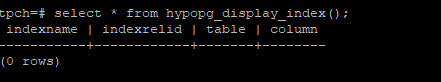 tpch=# select * from hypopg_display_index();
 indexname | indexrelid | table | column
-----------+------------+-------+--------
(0 rows)